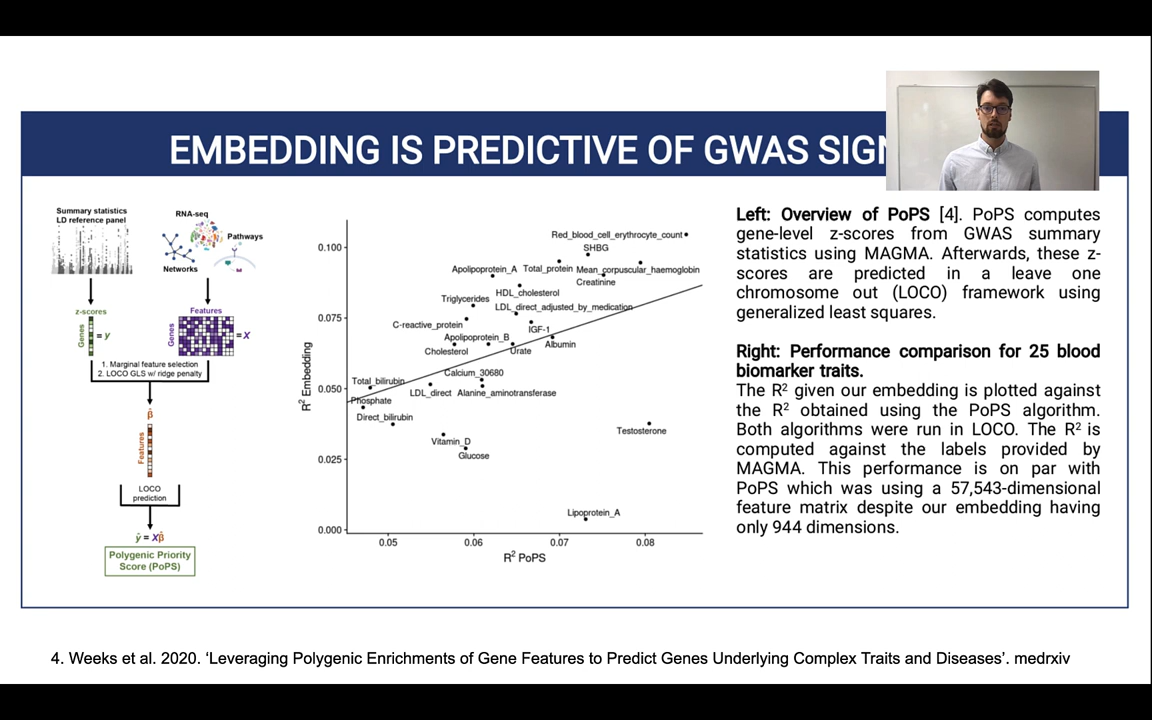 EMBEDDING IS PREDICTIVE OF GWAS
Summary statistics
LD reference panel
RNA-seq
Pathways
Networks
z-scores
Features
Genes
= y
Genes
= X
1. Marginal feature selection
2. LOCO GLS w/ ridge penalty
β̂
Features
LOCO
prediction
ŷ = Xβ̂
Polygenic Priority
Score (PoPS)
R² Embedding
0.100
0.075
0.050
0.025
0.000
Red_blood_cell_erythrocyte_count
SHBG
Apolipoprotein_A
Total_protein
Mean_corpuscular_haemoglobin
Creatinine
HDL_cholesterol
Triglycerides
LDL_direct_adjusted_by_medication
C-reactive_protein
IGF-1
Apolipoprotein_B
Albumin
Cholesterol
Urate
Calcium_30680
Total_bilirubin
LDL_direct
Alanine_aminotransferase
Phosphate
Direct_bilirubin
Testosterone
Vitamin_D
Glucose
Lipoprotein_A
0.05
0.06
0.07
0.08
R² PoPS
Left: Overview of PoPS [4]. PoPS computes
gene-level z-scores from GWAS summary
statistics using MAGMA. Afterwards, these z-
scores are predicted in a leave one
chromosome out (LOCO) framework using
generalized least squares.
Right: Performance comparison for 25 blood
biomarker traits.
The R² given our embedding is plotted against
the R² obtained using the PoPS algorithm.
Both algorithms were run in LOCO. The R² is
computed against the labels provided by
MAGMA. This performance is on par with
PoPS which was using a 57,543-dimensional
feature matrix despite our embedding having
only 944 dimensions.
4. Weeks et al. 2020. ‘Leveraging Polygenic Enrichments of Gene Features to Predict Genes Underlying Complex Traits and Diseases’. medrxiv